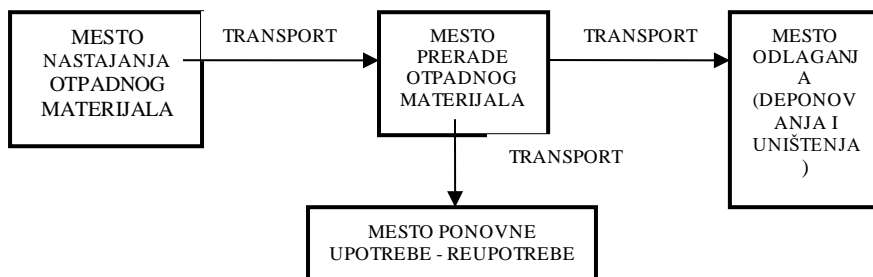 MESTO
NASTAJANJA
OTPADNOG
MATERIJALA
TRANSPORT
MESTO
PRERADE
OTPADNOG
MATERIJALA
TRANSPORT
MESTO
ODLAGANJ
A
(DEPONOV
ANJA I
UNIŠTENJA
)
TRANSPORT
MESTO PONOVNE
UPOTREBE - REUPOTREBE